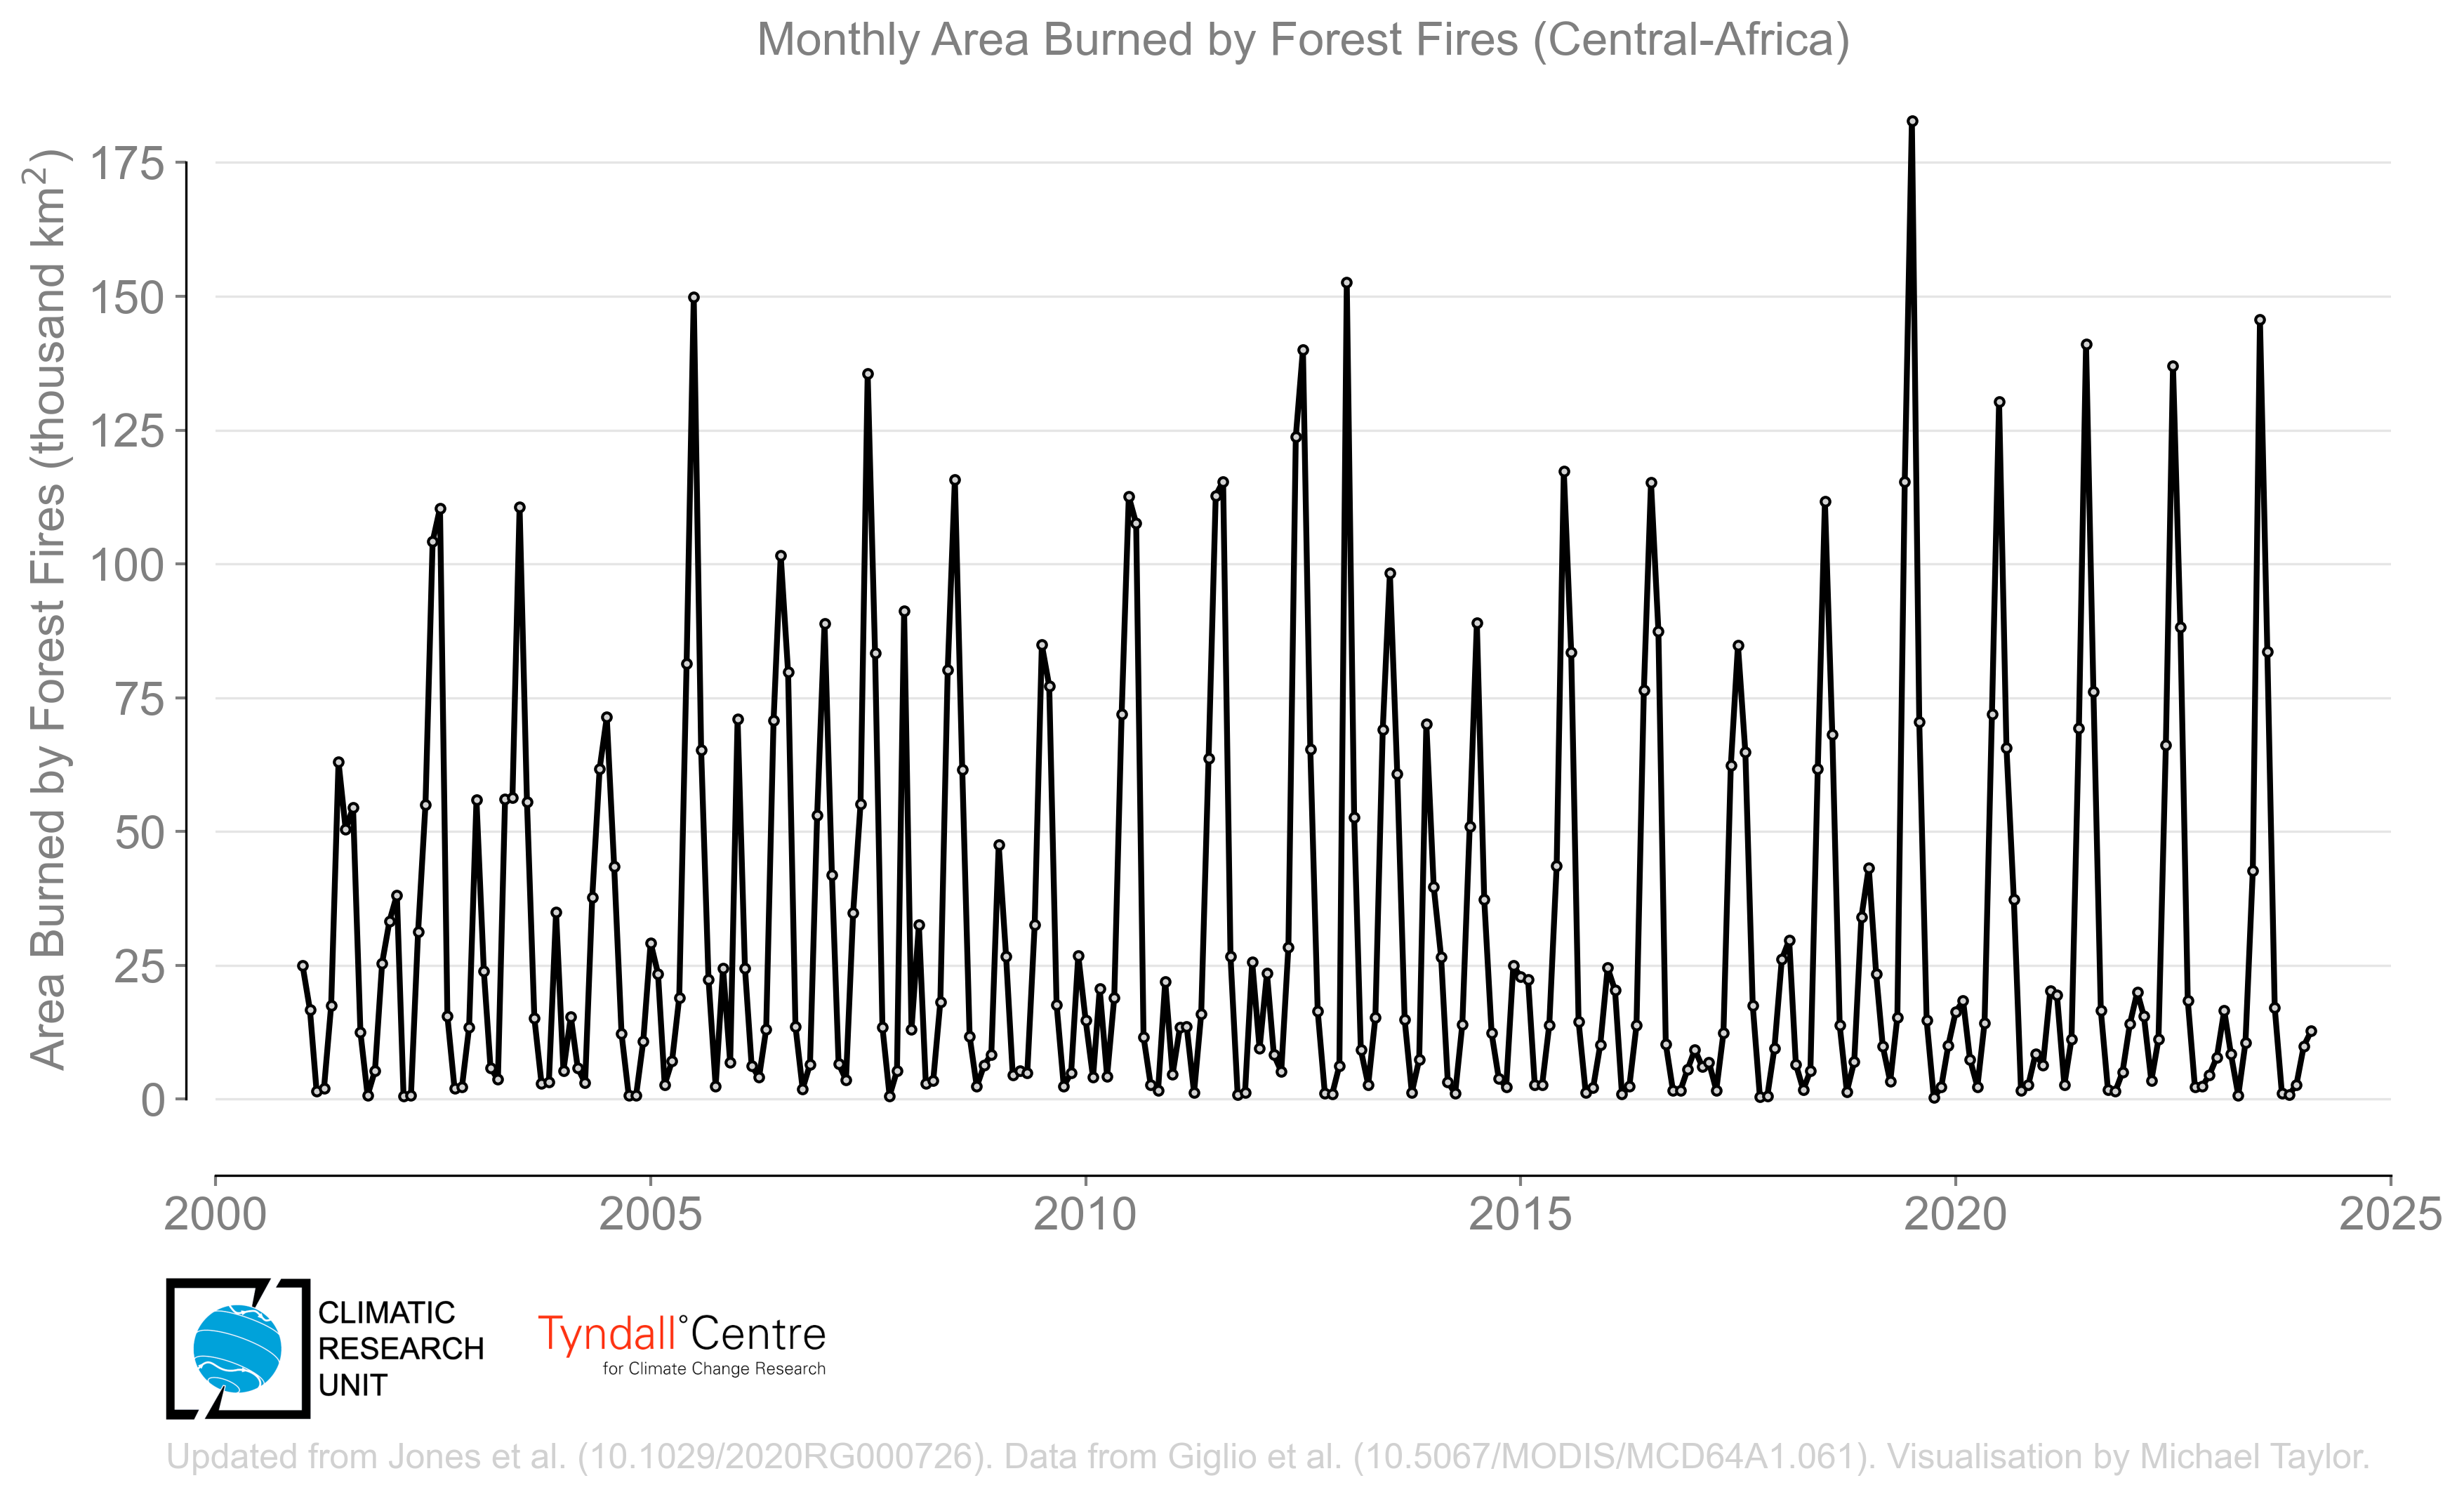 Monthly Area Burned by Forest Fires (Central-Africa)
Area Burned by Forest Fires (thousand km²)
175
150
125
100
75
50
25
0
2000 2005 2010 2015 2020 2025
CLIMATIC
RESEARCH
UNIT
Tyndall°Centre
for Climate Change Research
Updated from Jones et al. (10.1029/2020RG000726). Data from Giglio et al. (10.5067/MODIS/MCD64A1.061). Visualisation by Michael Taylor.